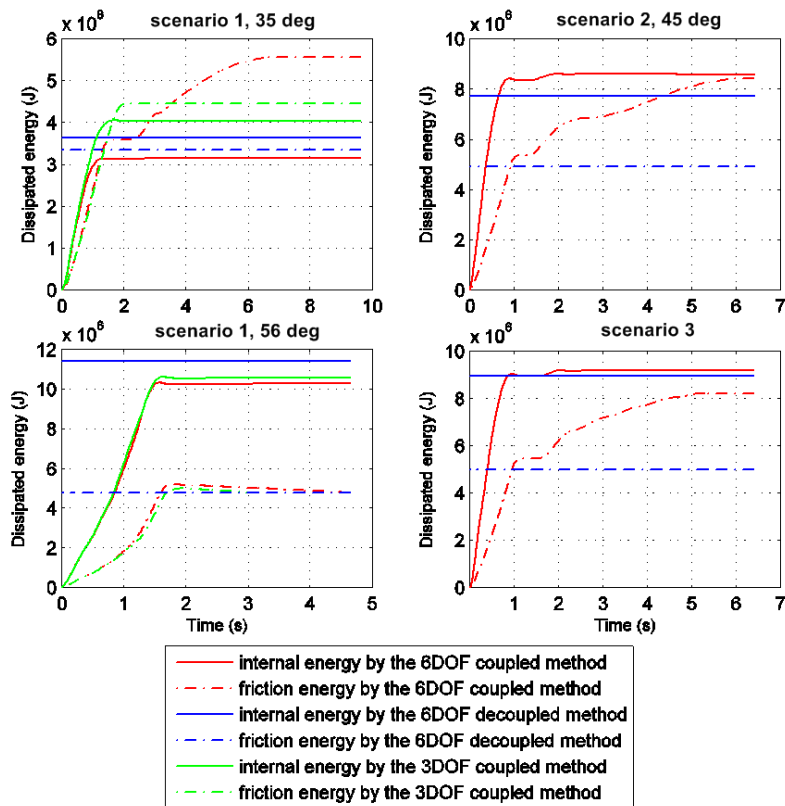 scenario 1, 35 deg
x 10^6
Dissipated energy (J)
6
5
4
3
2
1
0
0 2 4 6 8 10
Time (s)
scenario 2, 45 deg
x 10^6
Dissipated energy (J)
10
8
6
4
2
0
0 1 2 3 4 5 6 7
Time (s)
scenario 1, 56 deg
x 10^6
Dissipated energy (J)
12
10
8
6
4
2
0
0 1 2 3 4 5
Time (s)
scenario 3
x 10^6
Dissipated energy (J)
10
8
6
4
2
0
0 1 2 3 4 5 6 7
Time (s)
internal energy by the 6DOF coupled method
friction energy by the 6DOF coupled method
internal energy by the 6DOF decoupled method
friction energy by the 6DOF decoupled method
internal energy by the 3DOF coupled method
friction energy by the 3DOF coupled method